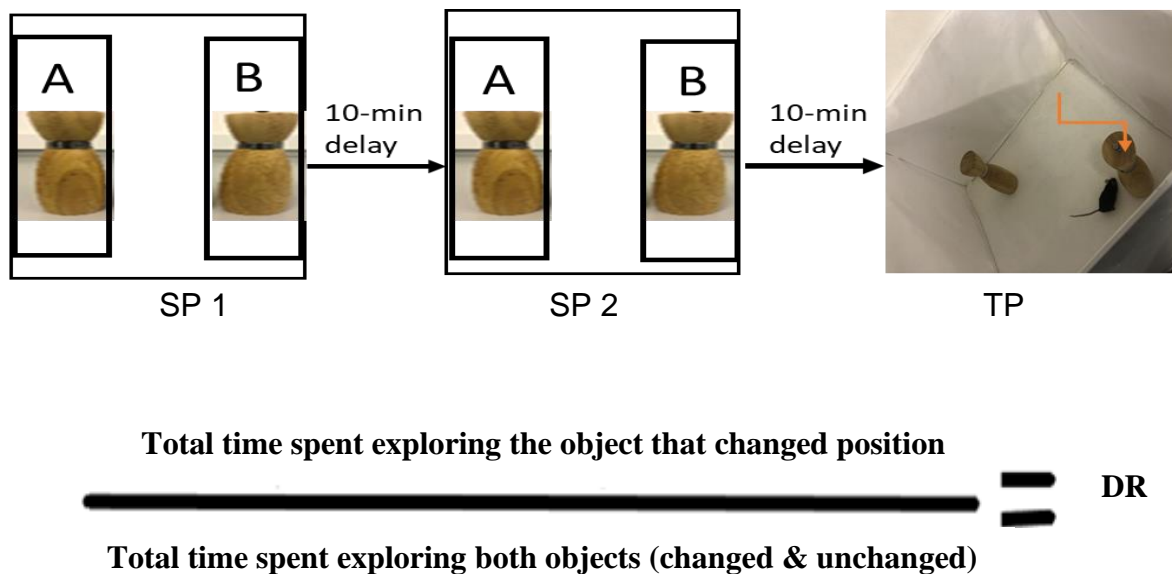 A
B
10-min
delay
A
B
10-min
delay
SP 1
SP 2
TP
Total time spent exploring the object that changed position
= DR
Total time spent exploring both objects (changed & unchanged)